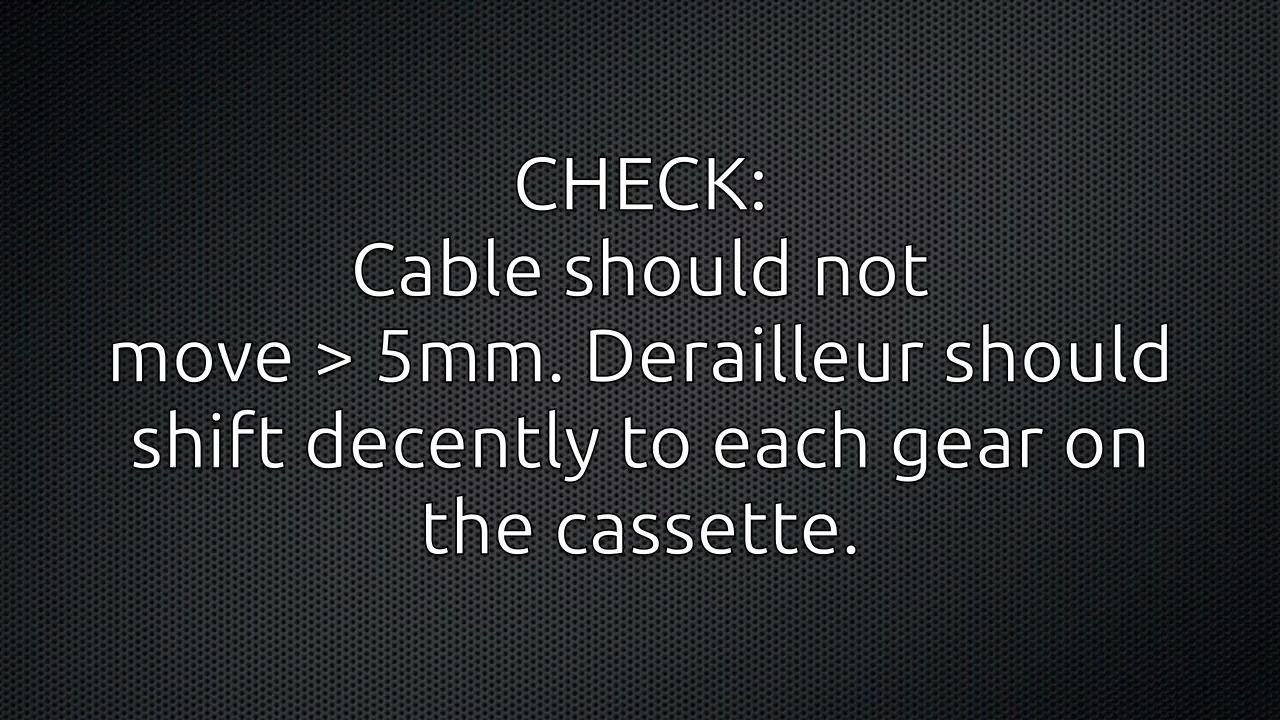 CHECK:
Cable should not
move > 5mm. Derailleur should
shift decently to each gear on
the cassette.